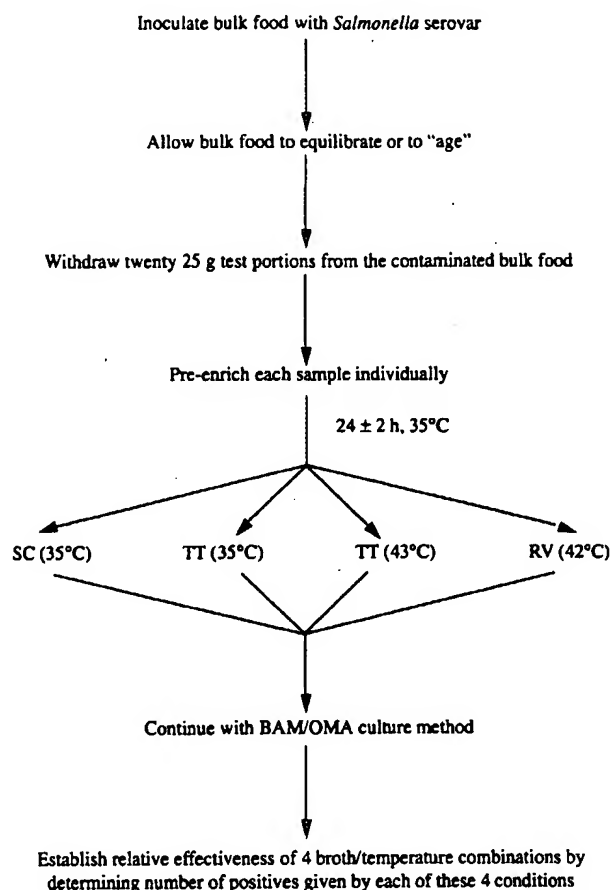 Inoculate bulk food with Salmonella serovar
Allow bulk food to equilibrate or to "age"
Withdraw twenty 25 g test portions from the contaminated bulk food
Pre-enrich each sample individually
24 ± 2 h, 35°C
SC (35°C) TT (35°C) TT (43°C) RV (42°C)
Continue with BAM/OMA culture method
Establish relative effectiveness of 4 broth/temperature combinations by
determining number of positives given by each of these 4 conditions